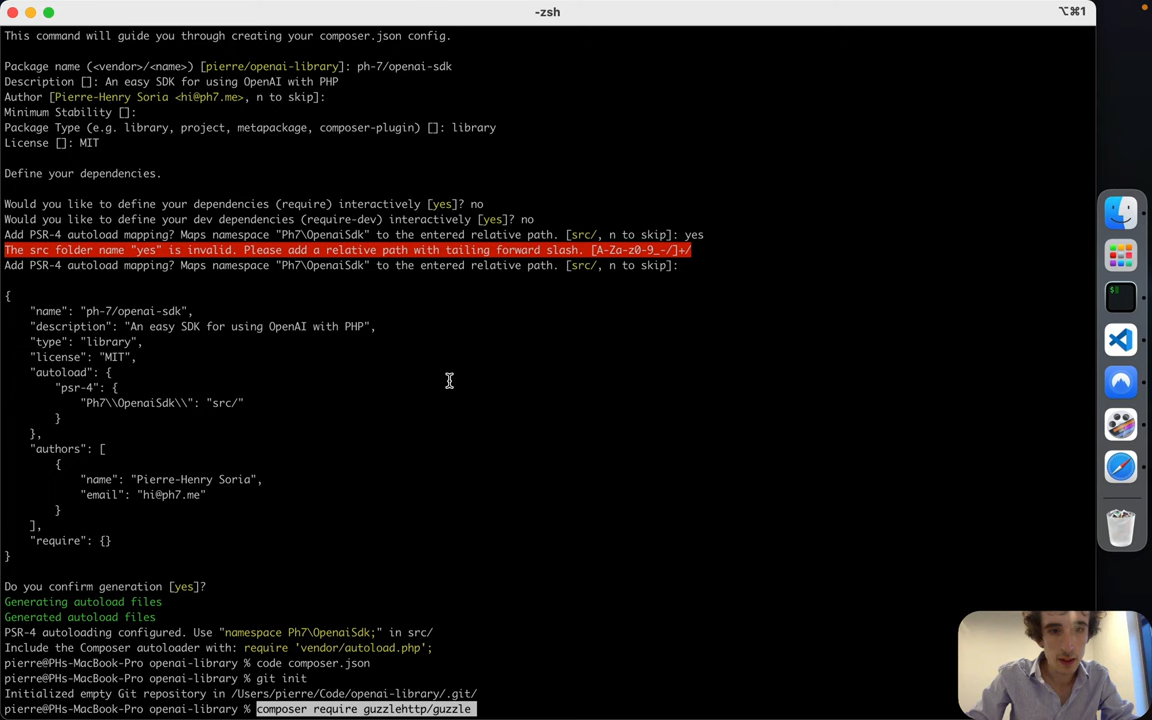 -zsh
⌥⌘1
This command will guide you through creating your composer.json config.
Package name (<vendor>/<name>) [pierre/openai-library]: ph-7/openai-sdk
Description []: An easy SDK for using OpenAI with PHP
Author [Pierre-Henry Soria <hi@ph7.me>, n to skip]:
Minimum Stability []:
Package Type (e.g. library, project, metapackage, composer-plugin) []: library
License []: MIT
Define your dependencies.
Would you like to define your dependencies (require) interactively [yes]? no
Would you like to define your dev dependencies (require-dev) interactively [yes]? no
Add PSR-4 autoload mapping? Maps namespace "Ph7\OpenaiSdk" to the entered relative path. [src/, n to skip]: yes
The src folder name "yes" is invalid. Please add a relative path with tailing forward slash. [A-Za-z0-9_-/]+/
Add PSR-4 autoload mapping? Maps namespace "Ph7\OpenaiSdk" to the entered relative path. [src/, n to skip]:
{
    "name": "ph-7/openai-sdk",
    "description": "An easy SDK for using OpenAI with PHP",
    "type": "library",
    "license": "MIT",
    "autoload": {
        "psr-4": {
            "Ph7\\OpenaiSdk\\": "src/"
        }
    },
    "authors": [
        {
            "name": "Pierre-Henry Soria",
            "email": "hi@ph7.me"
        }
    ],
    "require": {}
}
Do you confirm generation [yes]?
Generating autoload files
Generated autoload files
PSR-4 autoloading configured. Use "namespace Ph7\OpenaiSdk;" in src/
Include the Composer autoloader with: require 'vendor/autoload.php';
pierre@PHs-MacBook-Pro openai-library % code composer.json
pierre@PHs-MacBook-Pro openai-library % git init
Initialized empty Git repository in /Users/pierre/Code/openai-library/.git/
pierre@PHs-MacBook-Pro openai-library % composer require guzzlehttp/guzzle